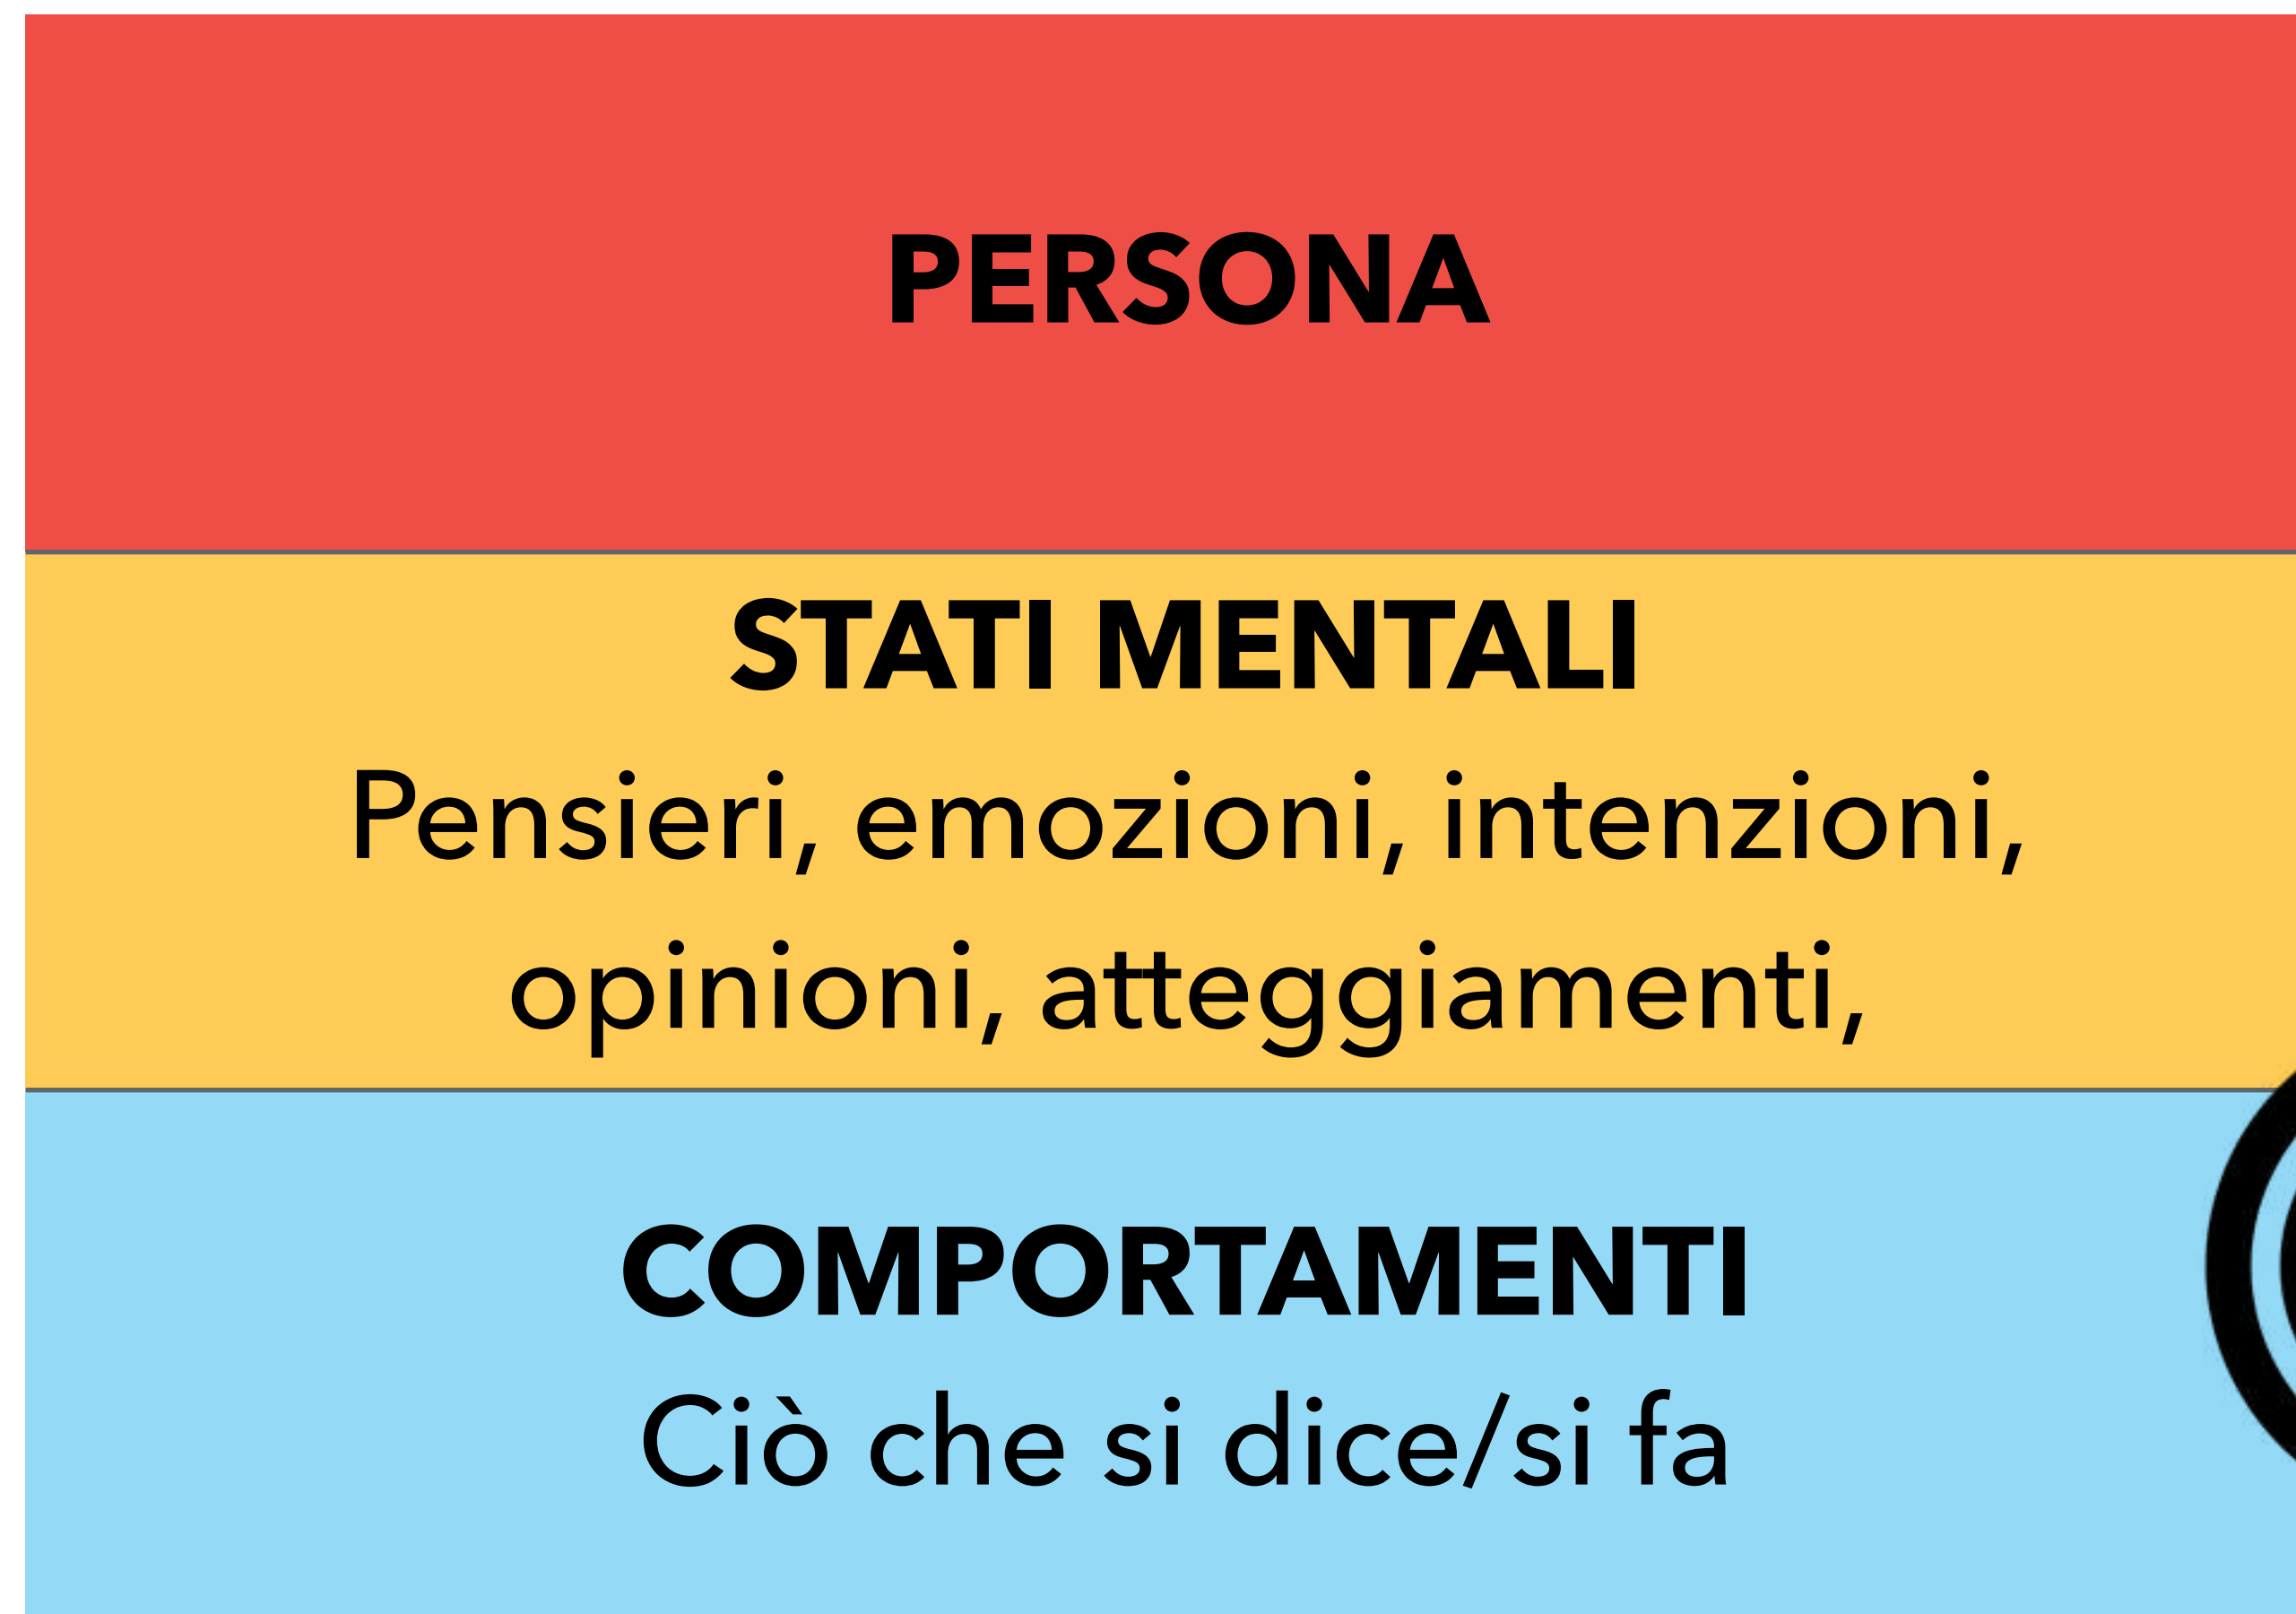 PERSONA
STATI MENTALI
Pensieri, emozioni, intenzioni,
opinioni, atteggiamenti,
COMPORTAMENTI
Ciò che si dice/si fa